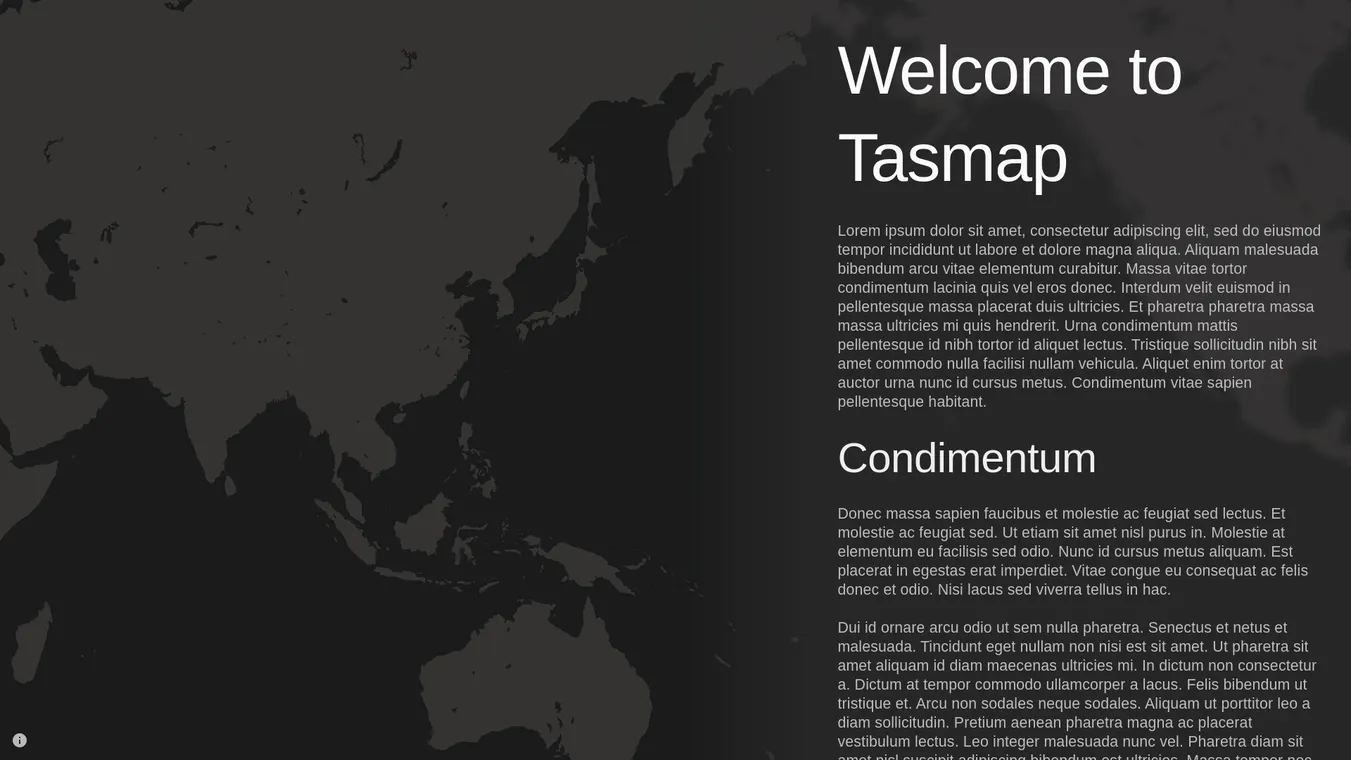 Welcome to
Tasmap
Lorem ipsum dolor sit amet, consectetur adipiscing elit, sed do eiusmod
tempor incididunt ut labore et dolore magna aliqua. Aliquam malesuada
bibendum arcu vitae elementum curabitur. Massa vitae tortor
condimentum lacinia quis vel eros donec. Interdum velit euismod in
pellentesque massa placerat duis ultricies. Et pharetra pharetra massa
massa ultricies mi quis hendrerit. Urna condimentum mattis
pellentesque id nibh tortor id aliquet lectus. Tristique sollicitudin nibh sit
amet commodo nulla facilisi nullam vehicula. Aliquet enim tortor at
auctor urna nunc id cursus metus. Condimentum vitae sapien
pellentesque habitant.
Condimentum
Donec massa sapien faucibus et molestie ac feugiat sed lectus. Et
molestie ac feugiat sed. Ut etiam sit amet nisl purus in. Molestie at
elementum eu facilisis sed odio. Nunc id cursus metus aliquam. Est
placerat in egestas erat imperdiet. Vitae congue eu consequat ac felis
donec et odio. Nisi lacus sed viverra tellus in hac.
Dui id ornare arcu odio ut sem nulla pharetra. Senectus et netus et
malesuada. Tincidunt eget nullam non nisi est sit amet. Ut pharetra sit
amet aliquam id diam maecenas ultricies mi. In dictum non consectetur
a. Dictum at tempor commodo ullamcorper a lacus. Felis bibendum ut
tristique et. Arcu non sodales neque sodales. Aliquam ut porttitor leo a
diam sollicitudin. Pretium aenean pharetra magna ac placerat
vestibulum lectus. Leo integer malesuada nunc vel. Pharetra diam sit
amet nisl suscipit adipiscing bibendum est ultricies. Massa tempor nec